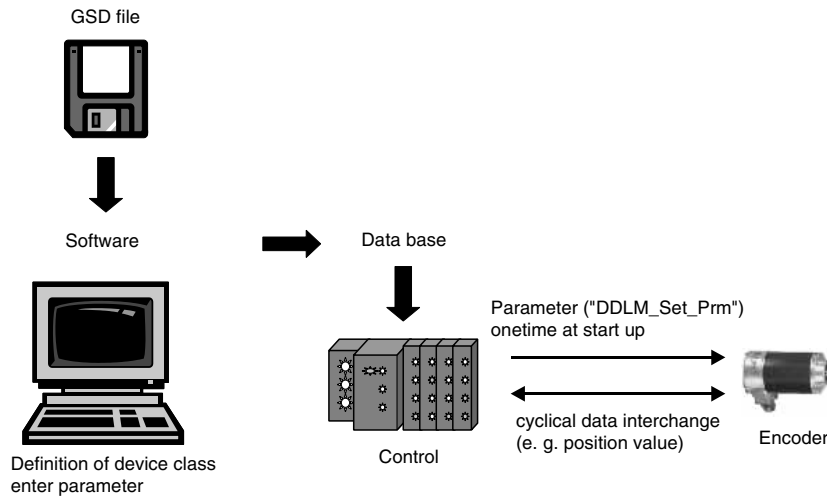 GSD file
Software
Data base
Parameter ("DDLM_Set_Prm")
onetime at start up
cyclical data interchange
(e. g. position value)
Encoder
Control
Definition of device class
enter parameter